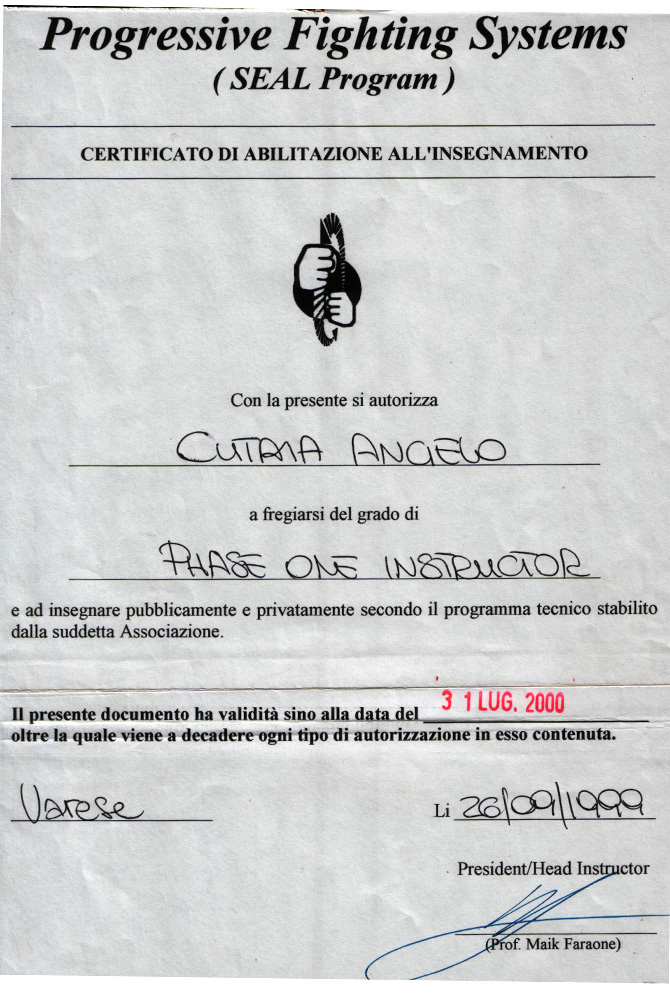 Progressive Fighting Systems
( SEAL Program )
CERTIFICATO DI ABILITAZIONE ALL'INSEGNAMENTO
Con la presente si autorizza
CUTAIA ANGELO
a fregiarsi del grado di
PHASE ONE INSTRUCTOR
e ad insegnare pubblicamente e privatamente secondo il programma tecnico stabilito
dalla suddetta Associazione.
Il presente documento ha validità sino alla data del 31 LUG. 2000
oltre la quale viene a decadere ogni tipo di autorizzazione in esso contenuta.
Varese Li 26/09/1999
President/Head Instructor
(Prof. Maik Faraone)